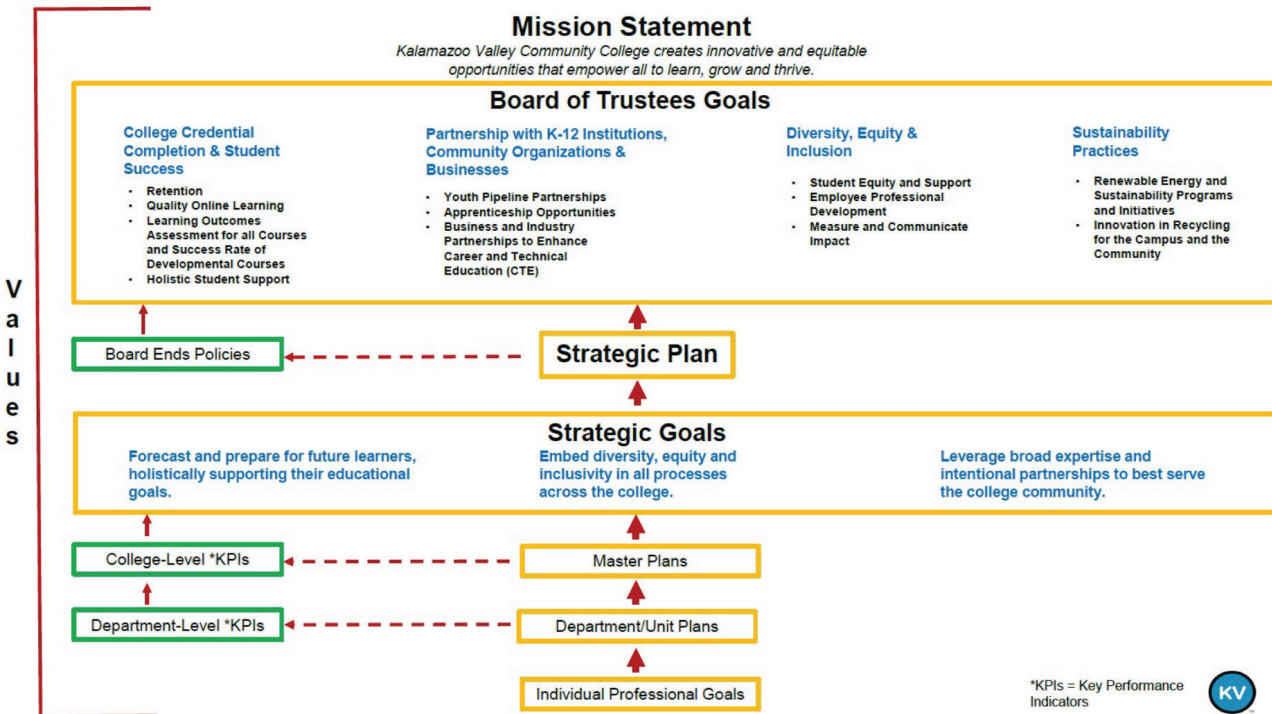 Mission Statement
Kalamazoo Valley Community College creates innovative and equitable
opportunities that empower all to learn, grow and thrive.
Board of Trustees Goals
College Credential
Completion & Student
Success
• Retention
• Quality Online Learning
• Learning Outcomes
Assessment for all Courses
and Success Rate of
Developmental Courses
• Holistic Student Support
Partnership with K-12 Institutions,
Community Organizations &
Businesses
• Youth Pipeline Partnerships
• Apprenticeship Opportunities
• Business and Industry
Partnerships to Enhance
Career and Technical
Education (CTE)
Diversity, Equity &
Inclusion
• Student Equity and Support
• Employee Professional
Development
• Measure and Communicate
Impact
Sustainability
Practices
• Renewable Energy and
Sustainability Programs
and Initiatives
• Innovation in Recycling
for the Campus and the
Community
Values
Board Ends Policies
Strategic Plan
Strategic Goals
Forecast and prepare for future learners,
holistically supporting their educational
goals.
Embed diversity, equity and
inclusivity in all processes
across the college.
Leverage broad expertise and
intentional partnerships to best serve
the college community.
College-Level *KPIs
Master Plans
Department-Level *KPIs
Department/Unit Plans
Individual Professional Goals
*KPIs = Key Performance
Indicators
KV